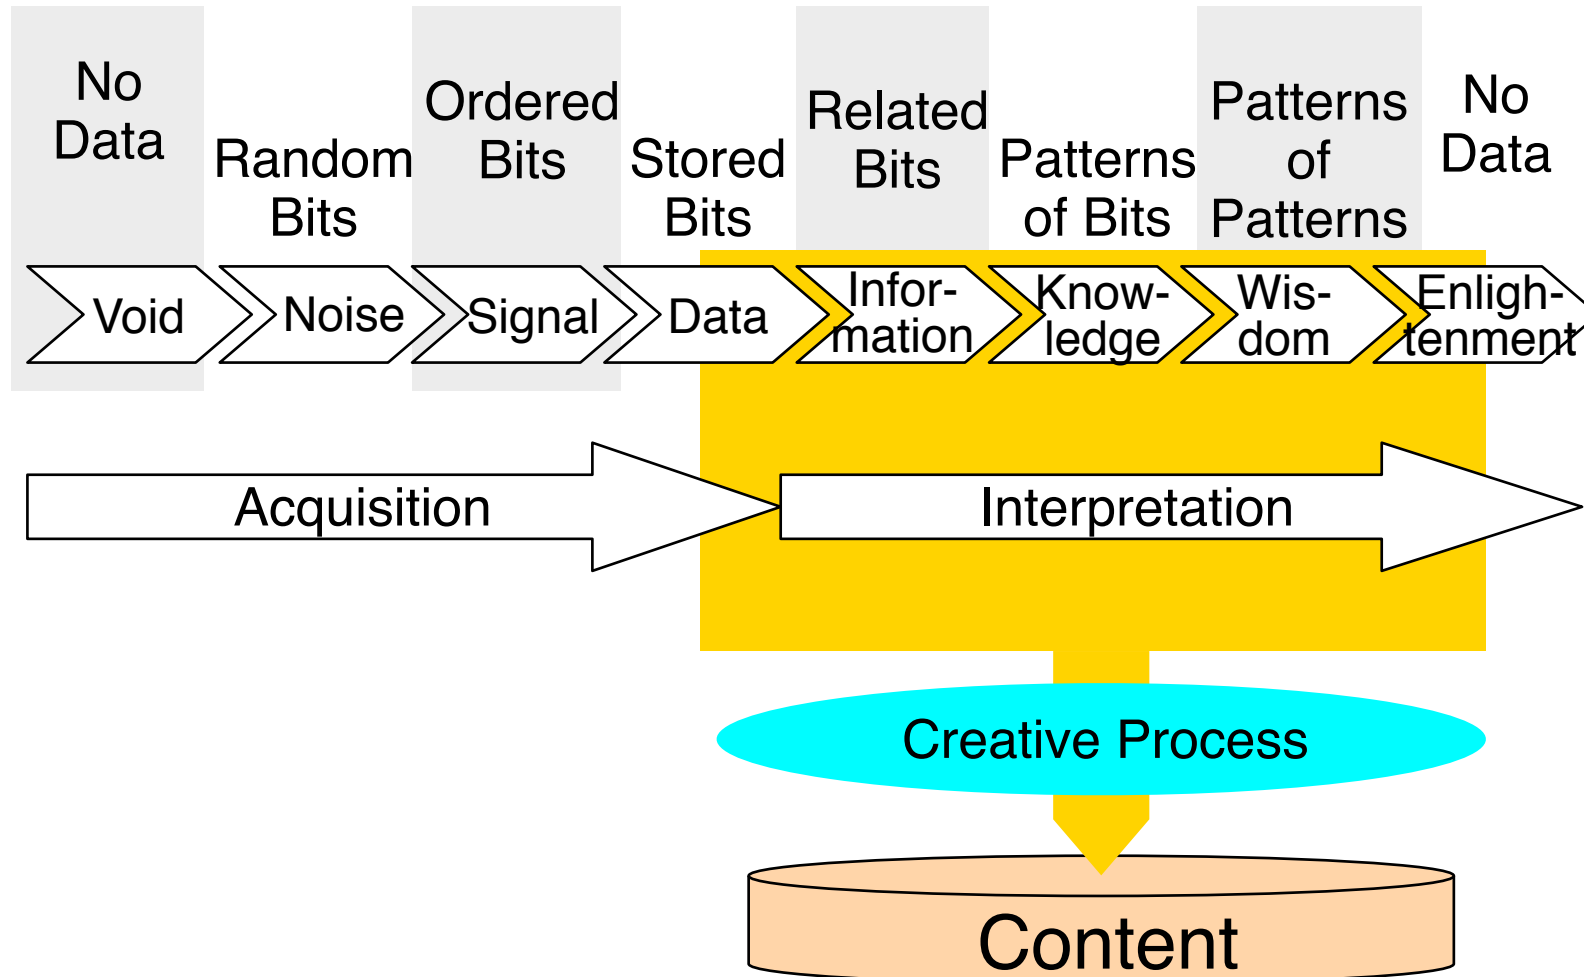 No
Data
Random
Bits
Ordered
Bits
Stored
Bits
Related
Bits
Patterns
of Bits
Patterns
of
Patterns
No
Data
Void
Noise
Signal
Data
Infor-
mation
Know-
ledge
Wis-
dom
Enligh-
tenment
Acquisition
Interpretation
Creative Process
Content